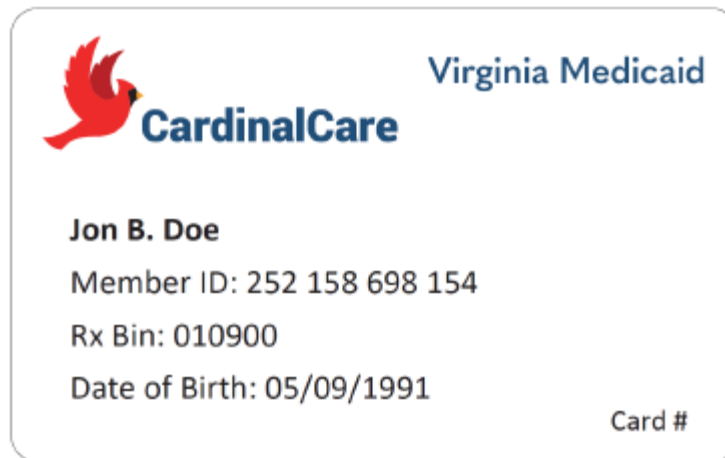 Virginia Medicaid
CardinalCare
Jon B. Doe
Member ID: 252 158 698 154
Rx Bin: 010900
Date of Birth: 05/09/1991
Card #